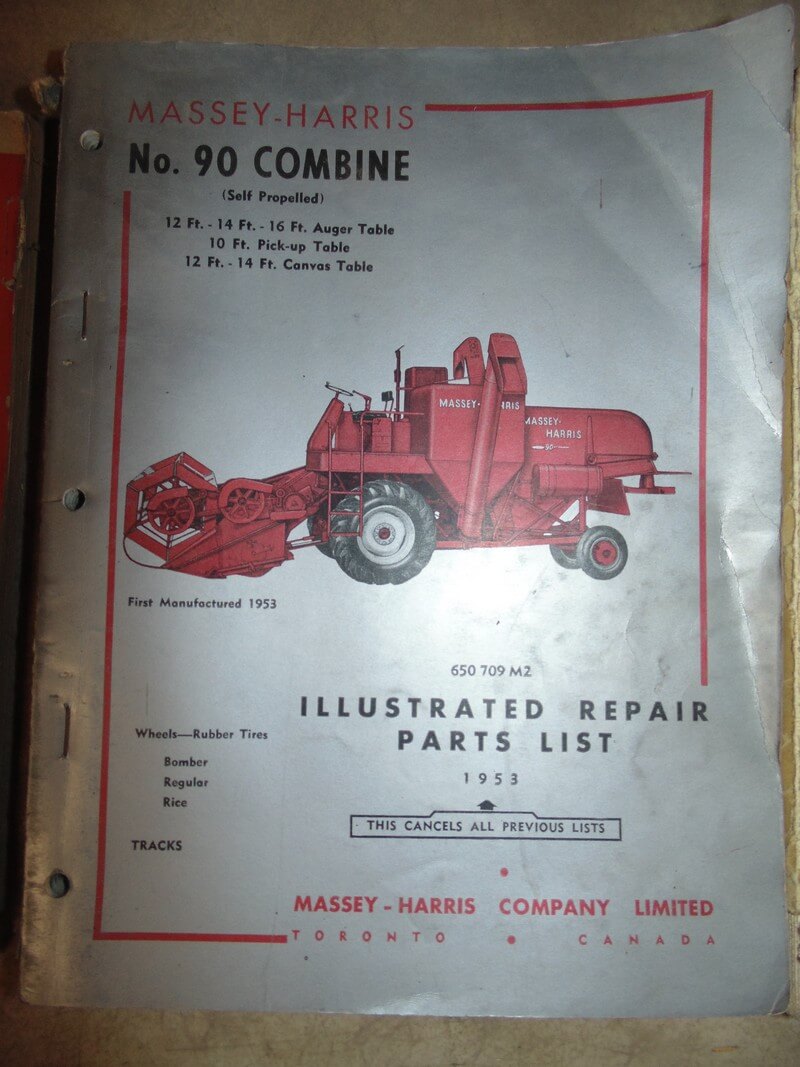 MASSEY-HARRIS
No. 90 COMBINE
(Self Propelled)
12 Ft. - 14 Ft. - 16 Ft. Auger Table
10 Ft. Pick-up Table
12 Ft. - 14 Ft. Canvas Table
MASSEY- RIS
MASSEY-
HARRIS
90
First Manufactured 1953
650 709 M2
ILLUSTRATED REPAIR
PARTS LIST
1953
Wheels—Rubber Tires
Bomber
Regular
Rice
TRACKS
THIS CANCELS ALL PREVIOUS LISTS
MASSEY-HARRIS COMPANY LIMITED
TORONTO • CANADA